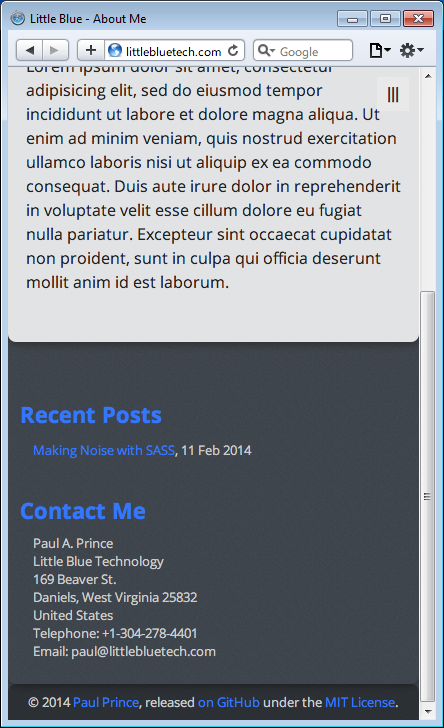 Little Blue - About Me
littlebluetech.com
Google
Lorem ipsum dolor sit amet, consectetur
adipisicing elit, sed do eiusmod tempor
incididunt ut labore et dolore magna aliqua. Ut
enim ad minim veniam, quis nostrud exercitation
ullamco laboris nisi ut aliquip ex ea commodo
consequat. Duis aute irure dolor in reprehenderit
in voluptate velit esse cillum dolore eu fugiat
nulla pariatur. Excepteur sint occaecat cupidatat
non proident, sunt in culpa qui officia deserunt
mollit anim id est laborum.
Recent Posts
Making Noise with SASS, 11 Feb 2014
Contact Me
Paul A. Prince
Little Blue Technology
169 Beaver St.
Daniels, West Virginia 25832
United States
Telephone: +1-304-278-4401
Email: paul@littlebluetech.com
© 2014 Paul Prince, released on GitHub under the MIT License.